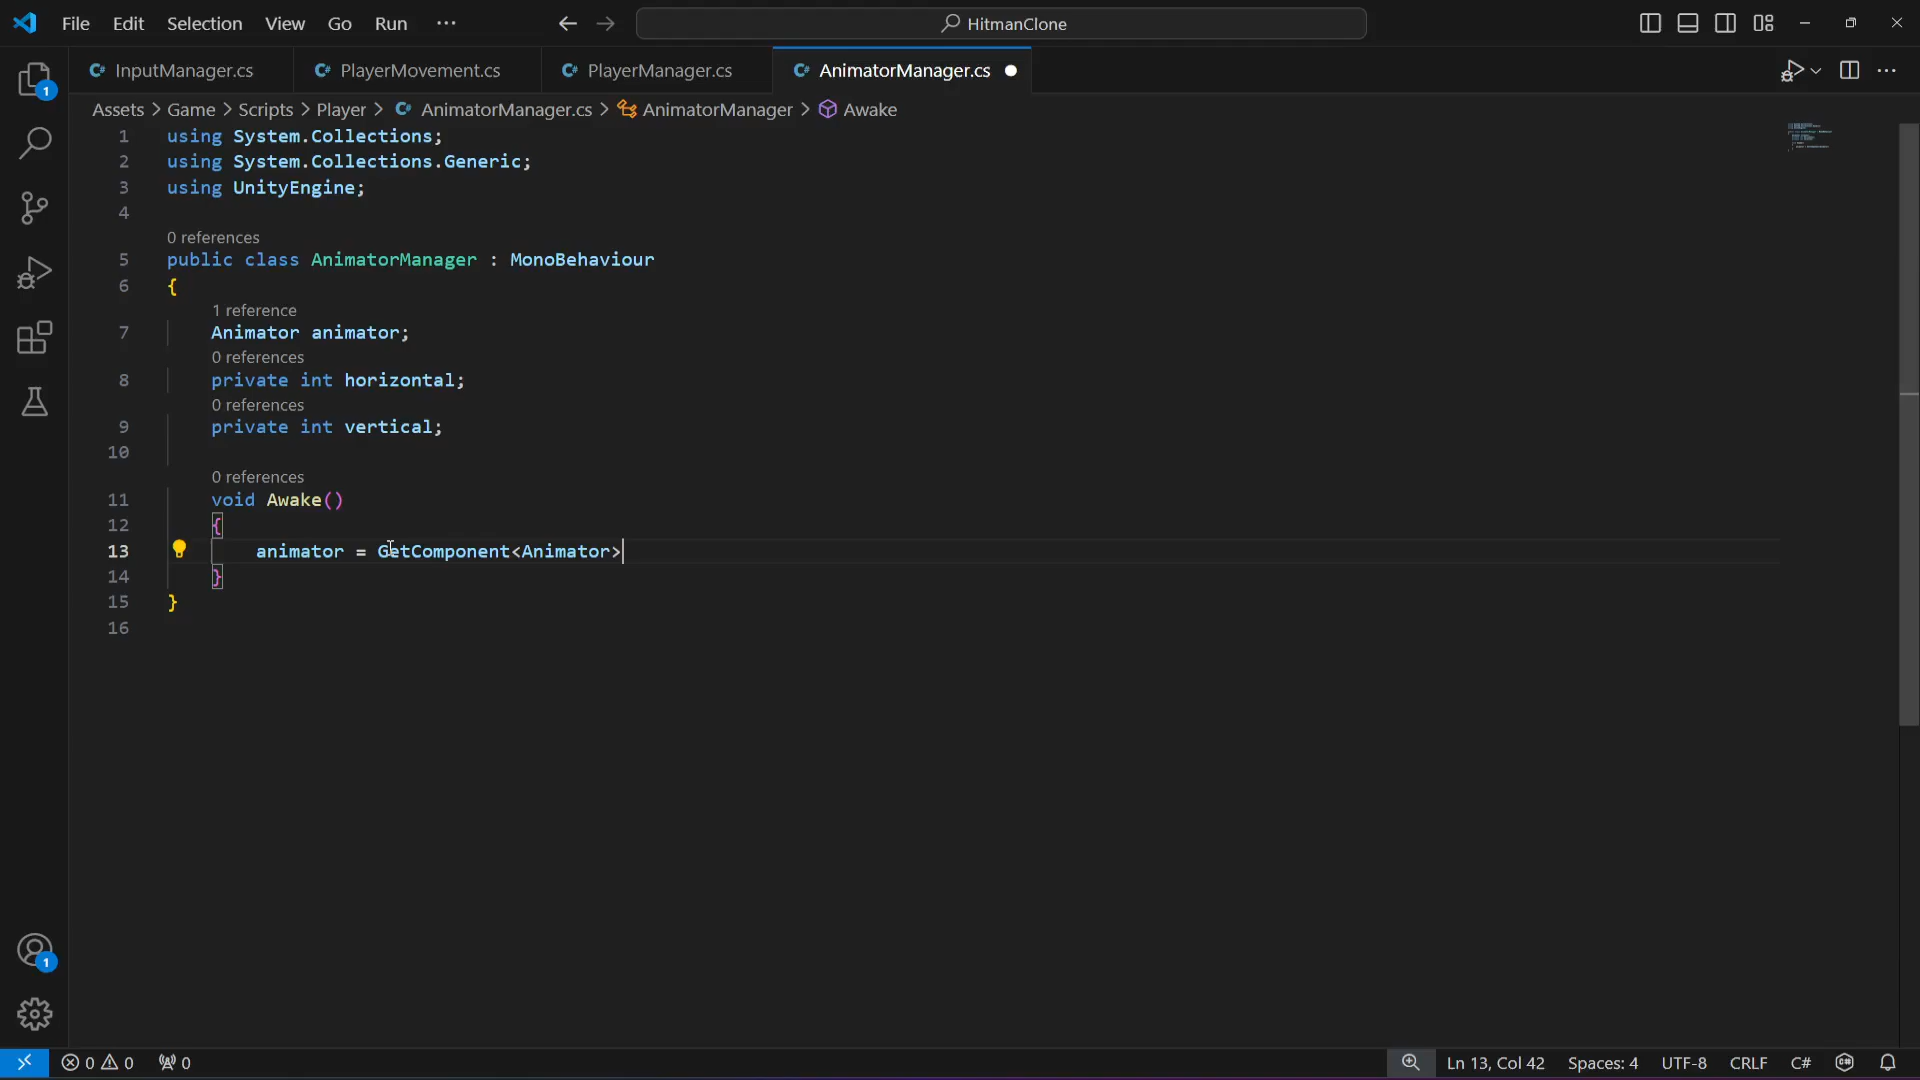 File Edit Selection View Go Run ··· HitmanClone
InputManager.cs PlayerMovement.cs PlayerManager.cs AnimatorManager.cs
Assets > Game > Scripts > Player > AnimatorManager.cs > AnimatorManager > Awake
1 using System.Collections;
2 using System.Collections.Generic;
3 using UnityEngine;
4
0 references
5 public class AnimatorManager : MonoBehaviour
6 {
1 reference
7 Animator animator;
0 references
8 private int horizontal;
0 references
9 private int vertical;
10
0 references
11 void Awake()
12 {
13 animator = GetComponent<Animator>
14 }
15 }
16
1
1
0 0 0 Ln 13, Col 42 Spaces: 4 UTF-8 CRLF C#